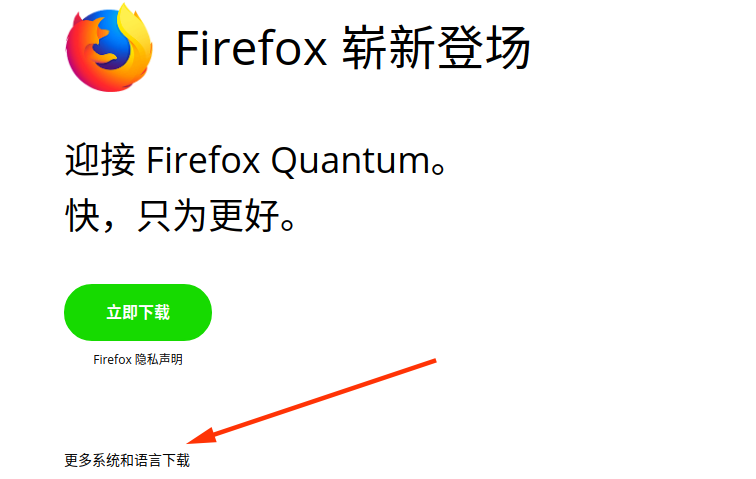 Firefox 崭新登场
迎接 Firefox Quantum。
快，只为更好。
立即下载
Firefox 隐私声明
更多系统和语言下载